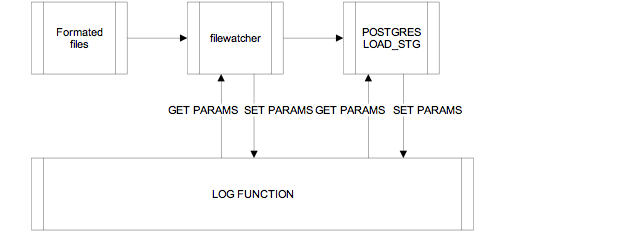 Formated
files
filewatcher
POSTGRES
LOAD_STG
GET PARAMS SET PARAMS GET PARAMS SET PARAMS
LOG FUNCTION